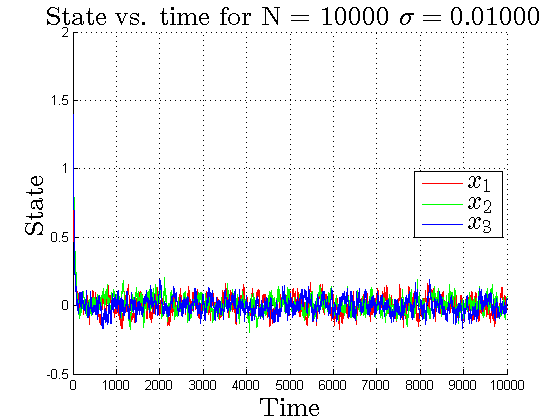 State vs. time for N = 10000 σ = 0.01000
State
2
1.5
1
0.5
0
-0.5
x1
x2
x3
0 1000 2000 3000 4000 5000 6000 7000 8000 9000 10000
Time